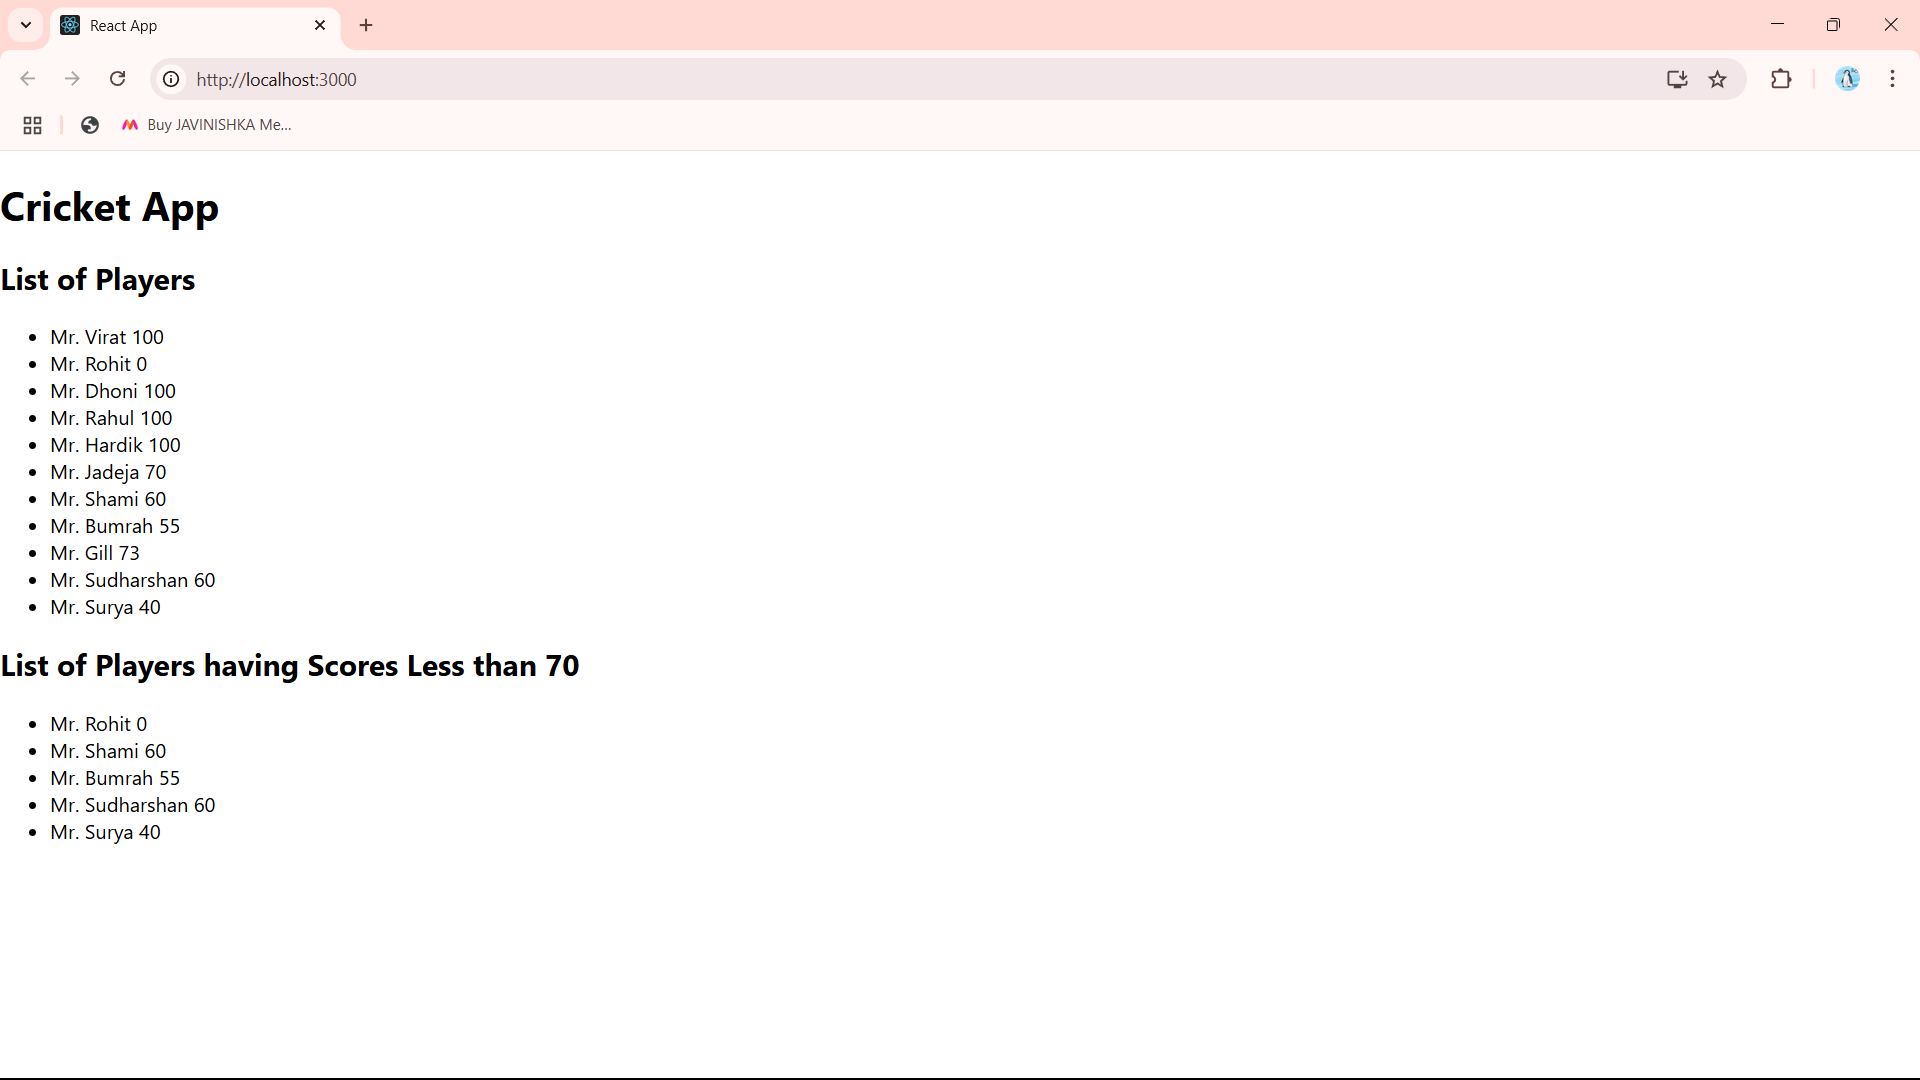 React App
http://localhost:3000
Buy JAVINISHKA Me...
Cricket App
List of Players
Mr. Virat 100
Mr. Rohit 0
Mr. Dhoni 100
Mr. Rahul 100
Mr. Hardik 100
Mr. Jadeja 70
Mr. Shami 60
Mr. Bumrah 55
Mr. Gill 73
Mr. Sudharshan 60
Mr. Surya 40
List of Players having Scores Less than 70
Mr. Rohit 0
Mr. Shami 60
Mr. Bumrah 55
Mr. Sudharshan 60
Mr. Surya 40